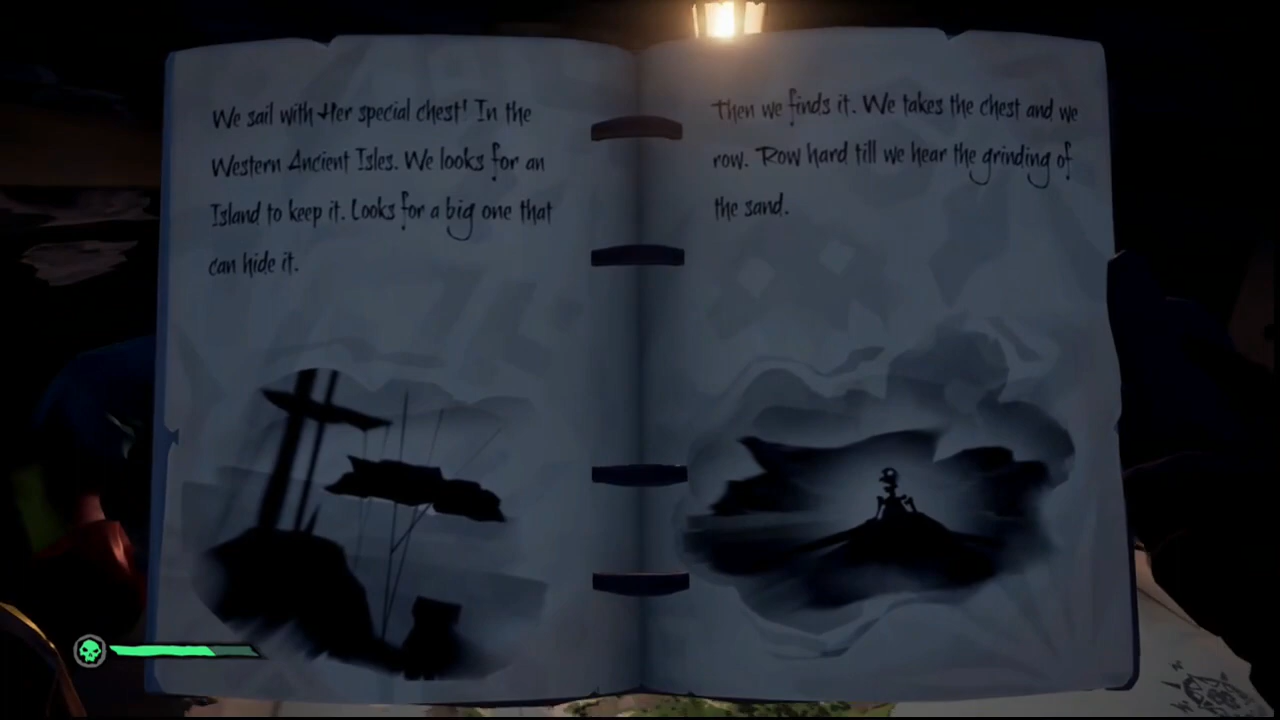 We sail with Her special chest! In the
Western Ancient Isles. We looks for an
Island to keep it. Looks for a big one that
can hide it.
Then we finds it. We takes the chest and we
row. Row hard till we hear the grinding of
the sand.